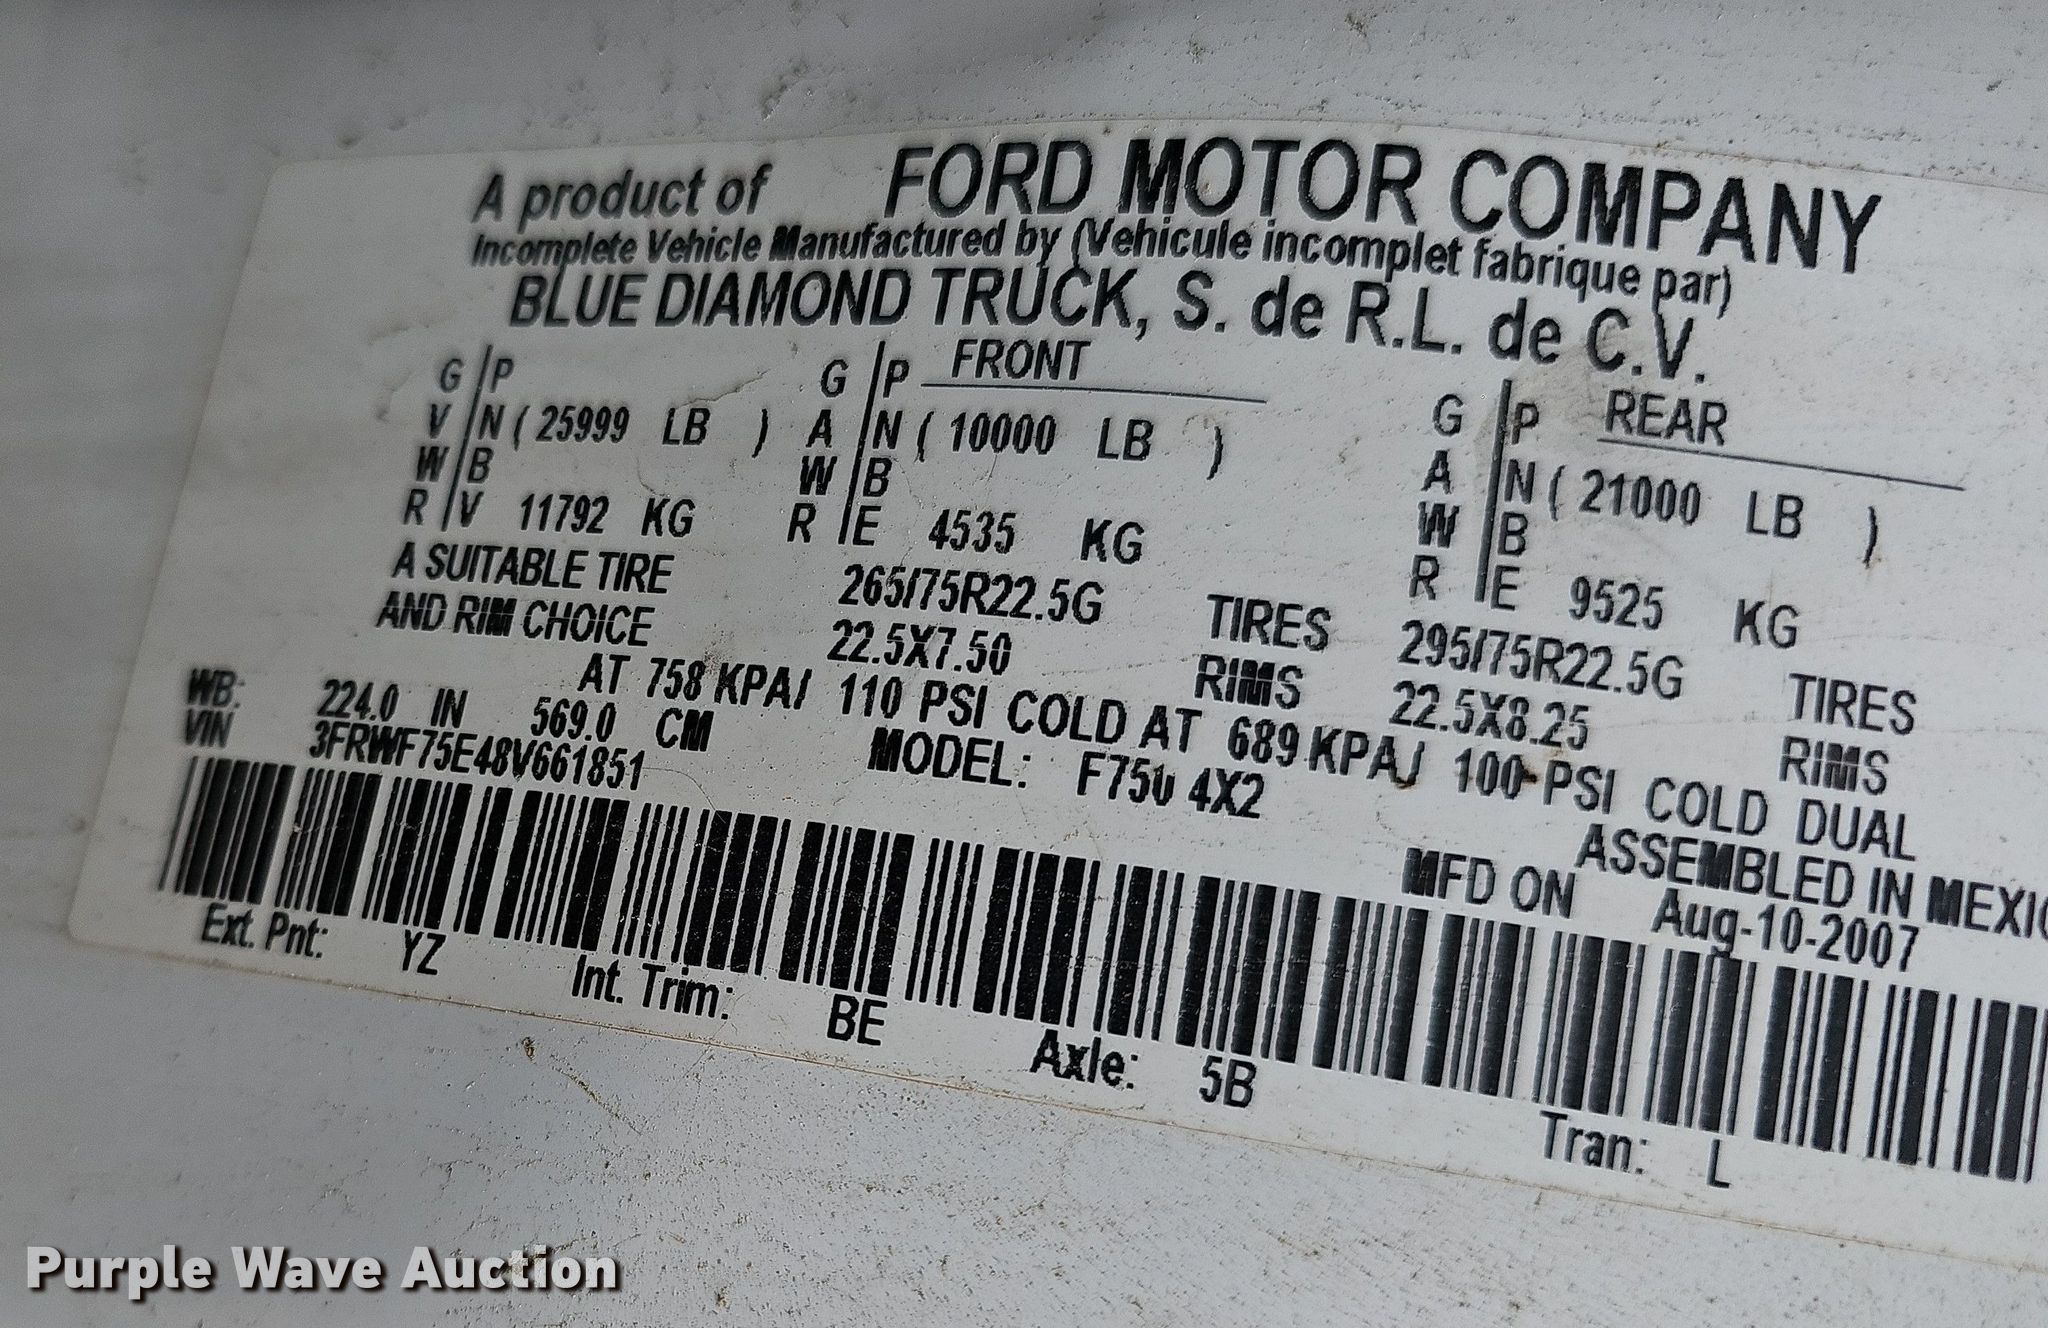 A product of FORD MOTOR COMPANY
Incomplete Vehicle Manufactured by (Vehicule incomplet fabrique par)
BLUE DIAMOND TRUCK, S. de R.L. de C.V.
G / P G / P FRONT G / P REAR
V / N ( 25999 LB ) A / N ( 10000 LB ) A / N ( 21000 LB )
W / B W / B W / B
R / V 11792 KG R / E 4535 KG R / E 9525 KG
A SUITABLE TIRE 265/75R22.5G TIRES 295/75R22.5G TIRES
AND RIM CHOICE 22.5X7.50 RIMS 22.5X8.25 RIMS
AT 758 KPA/ 110 PSI COLD AT 689 KPA/ 100 PSI COLD DUAL
WB: 224.0 IN 569.0 CM MODEL: F750 4X2 ASSEMBLED IN MEXIC
VIN 3FRWF75E48V661851 MFD ON Aug-10-2007
Ext. Pnt: YZ Int. Trim: BE Axle: 5B Tran: L
Purple Wave Auction